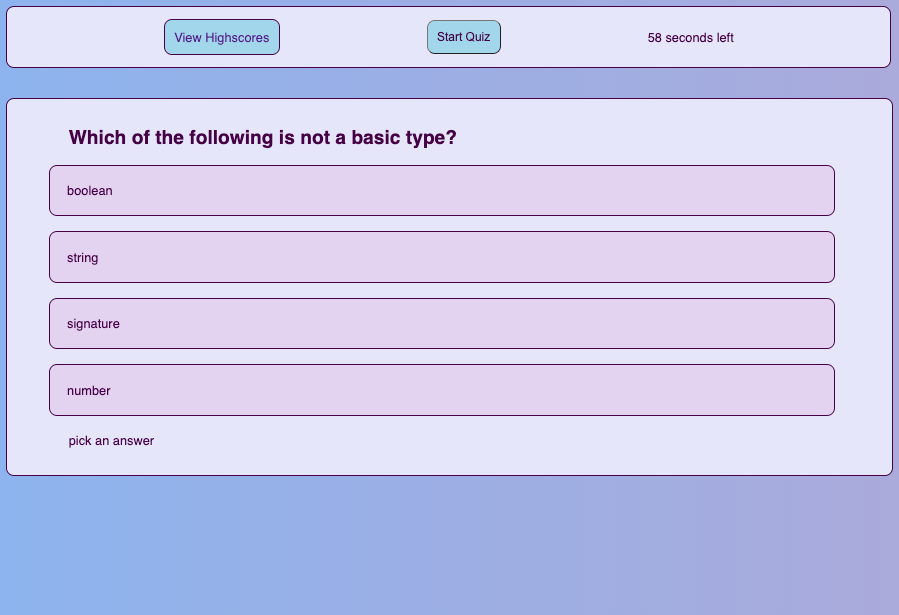 View Highscores
Start Quiz
58 seconds left
Which of the following is not a basic type?
boolean
string
signature
number
pick an answer